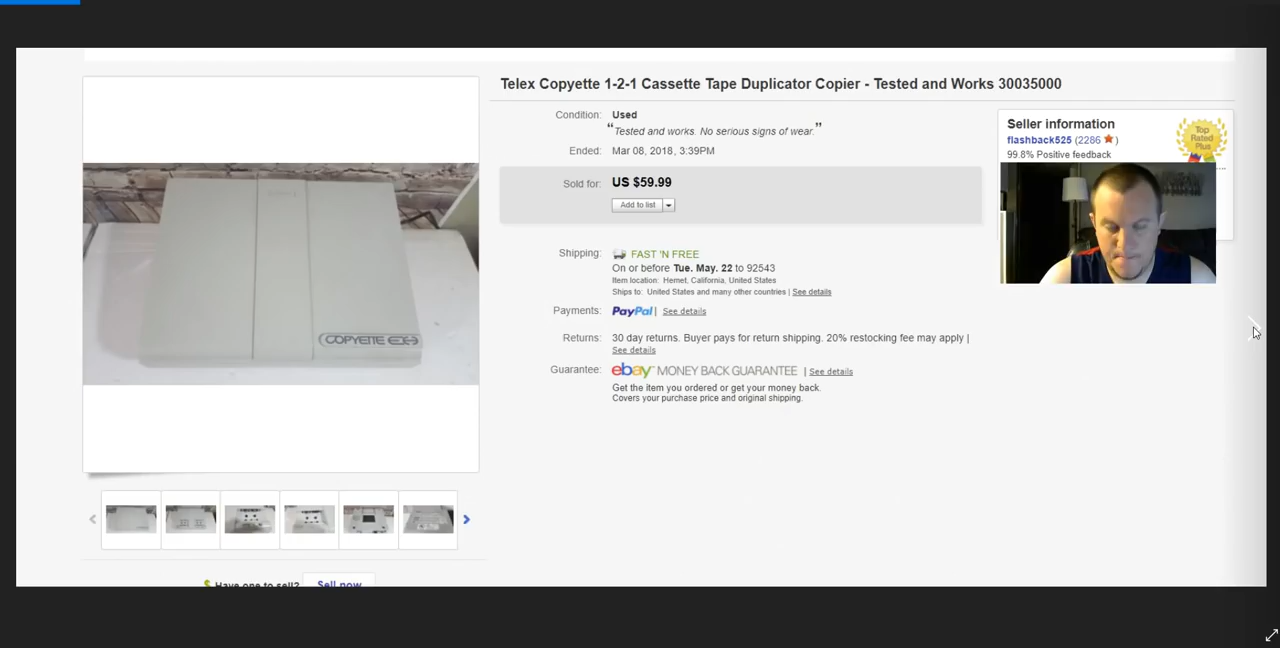 Telex Copyette 1-2-1 Cassette Tape Duplicator Copier - Tested and Works 30035000
Condition: Used
“Tested and works. No serious signs of wear.”
Ended: Mar 08, 2018, 3:39PM
Sold for: US $59.99
Add to list
Shipping: FAST 'N FREE
On or before Tue. May. 22 to 92543
Item location: Hemet, California, United States
Ships to: United States and many other countries | See details
Payments: PayPal | See details
Returns: 30 day returns. Buyer pays for return shipping. 20% restocking fee may apply |
See details
Guarantee: ebay MONEY BACK GUARANTEE | See details
Get the item you ordered or get your money back.
Covers your purchase price and original shipping.
Seller information
flashback525 (2286 )
99.8% Positive feedback
Top
Rated
Plus
COPYETTE
Have one to sell? Sell now